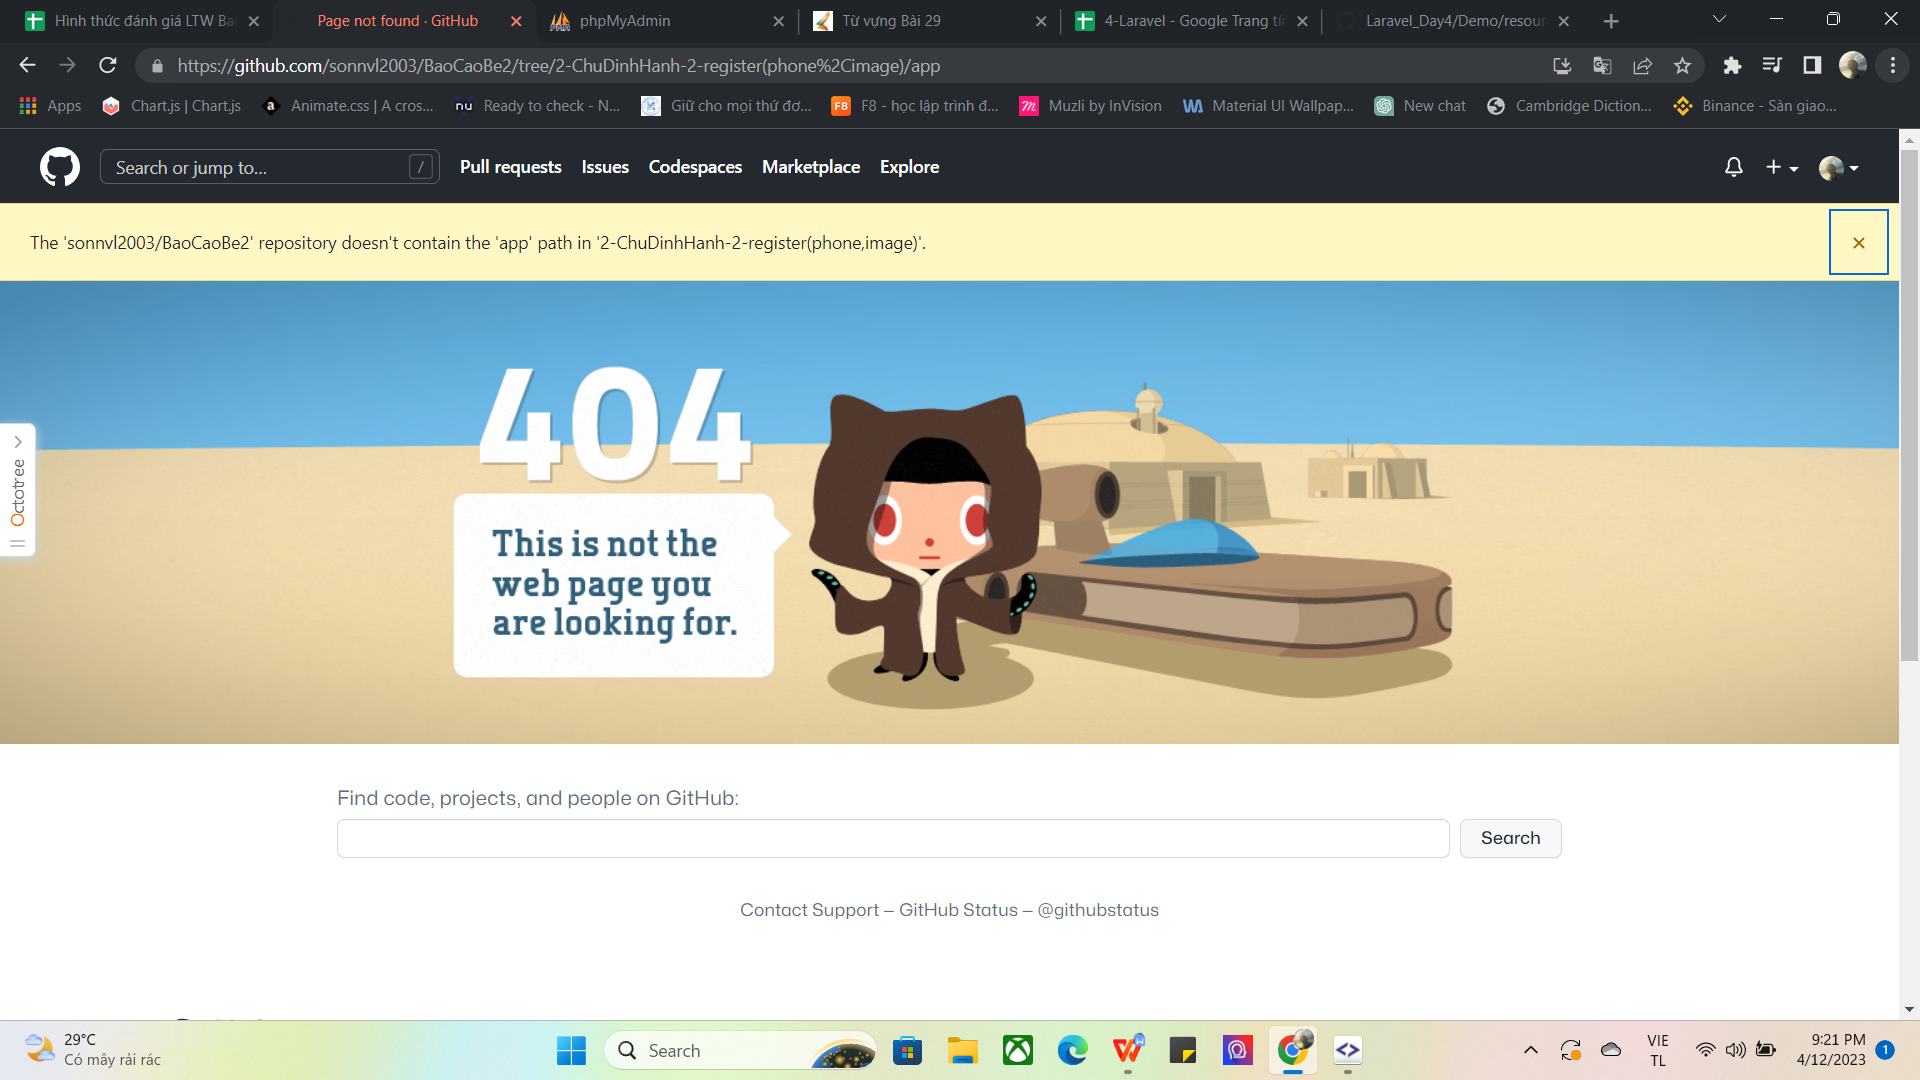 Hình thức đánh giá LTW Ba
Page not found · GitHub
phpMyAdmin
Từ vựng Bài 29
4-Laravel - Google Trang tín
Laravel_Day4/Demo/resour
https://github.com/sonnvl2003/BaoCaoBe2/tree/2-ChuDinhHanh-2-register(phone%2Cimage)/app
Apps
Chart.js | Chart.js
Animate.css | A cros...
Ready to check - N...
Giữ cho mọi thứ đơ...
F8 - học lập trình đ...
Muzli by InVision
Material UI Wallpap...
New chat
Cambridge Diction...
Binance - Sàn giao...
Search or jump to...
/
Pull requests
Issues
Codespaces
Marketplace
Explore
The 'sonnvl2003/BaoCaoBe2' repository doesn't contain the 'app' path in '2-ChuDinhHanh-2-register(phone,image)'.
404
This is not the
web page you
are looking for.
Octotree
Find code, projects, and people on GitHub:
Search
Contact Support — GitHub Status — @githubstatus
29°C
Có mây rải rác
Search
VIE
TL
9:21 PM
4/12/2023
1